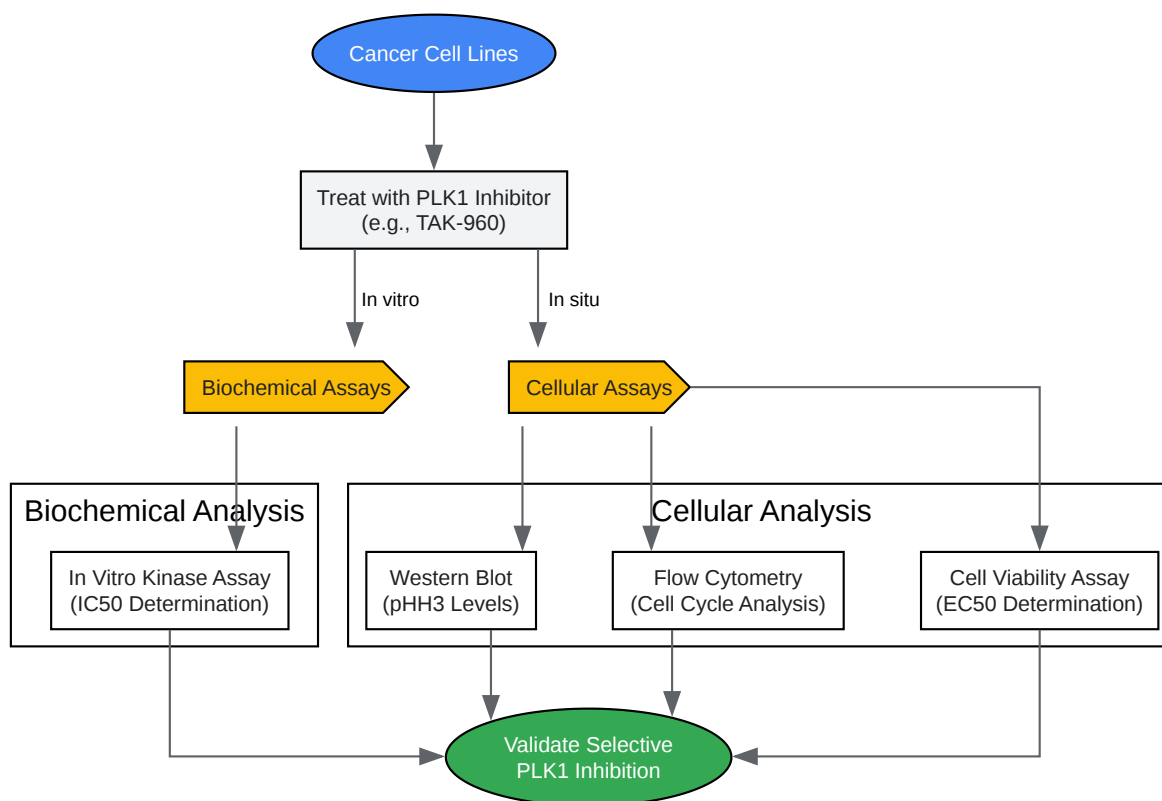 Cancer Cell Lines
Treat with PLK1 Inhibitor
(e.g., TAK-960)
In vitro
In situ
Biochemical Assays
Cellular Assays
Biochemical Analysis
Cellular Analysis
In Vitro Kinase Assay
(IC50 Determination)
Western Blot
(pHH3 Levels)
Flow Cytometry
(Cell Cycle Analysis)
Cell Viability Assay
(EC50 Determination)
Validate Selective
PLK1 Inhibition